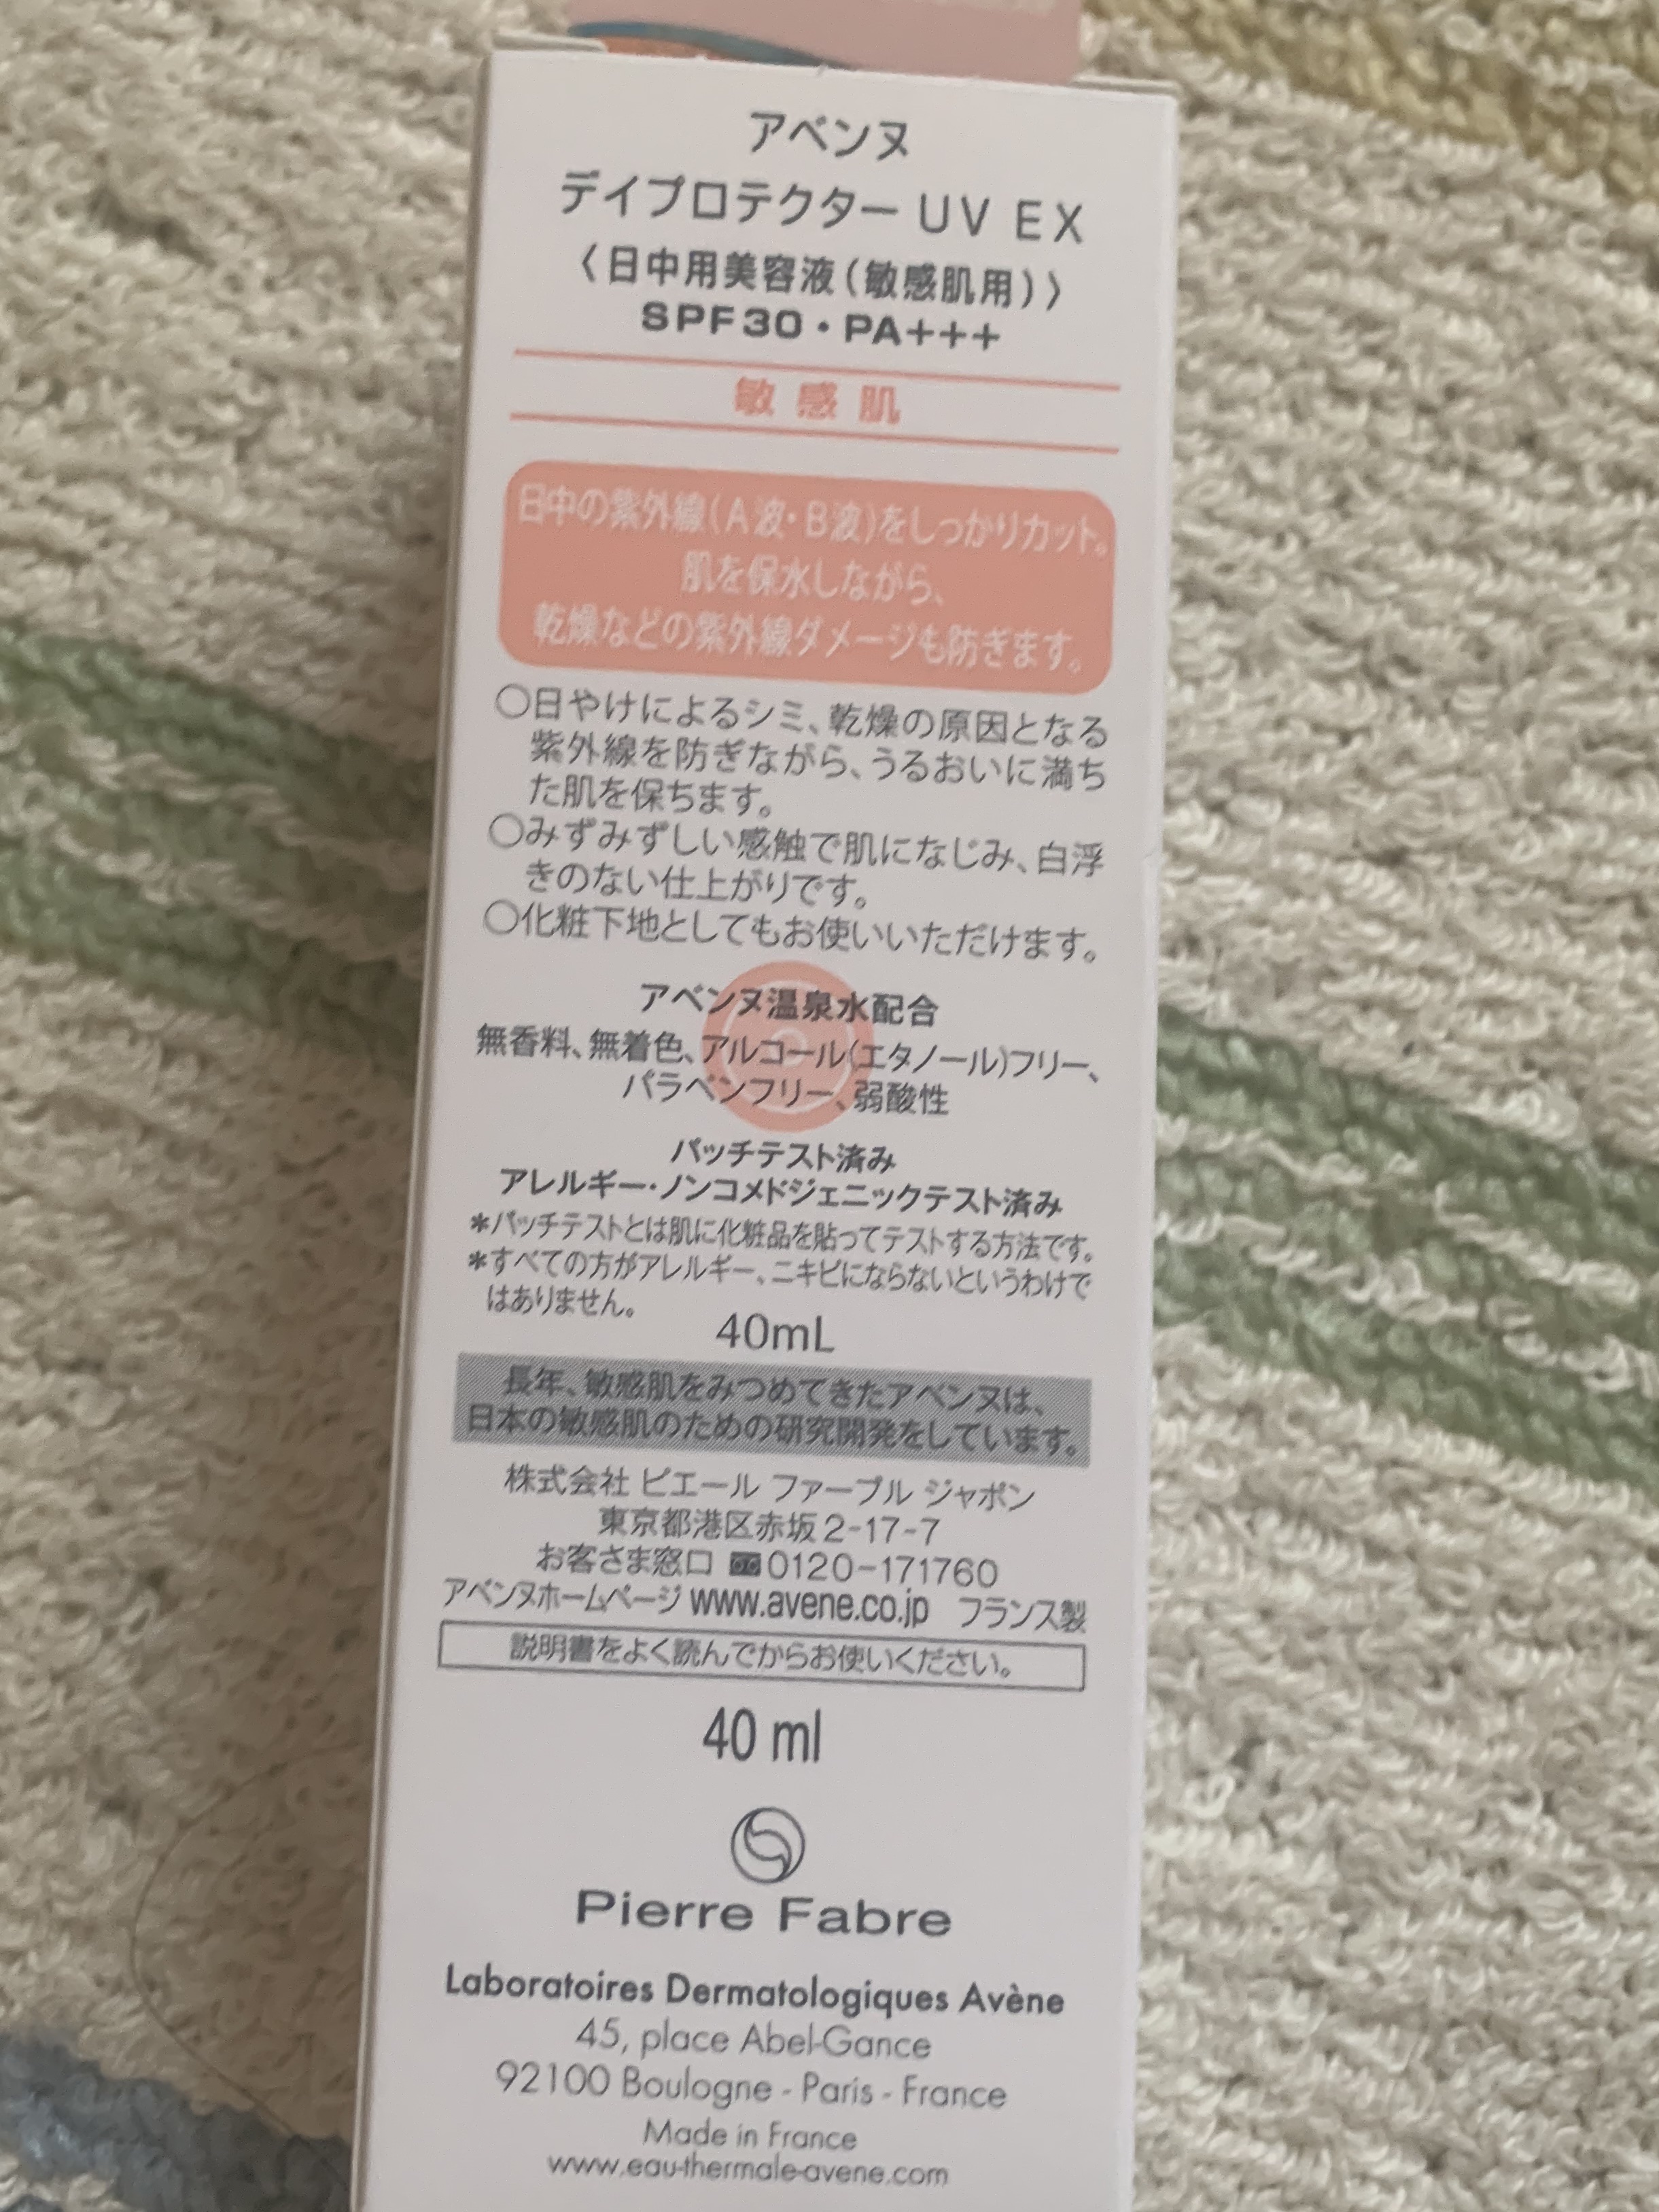 アベンヌ
デイプロテクター UV EX
〈日中用美容液(敏感肌用)〉
SPF30・PA+++
敏感肌
日中の紫外線(A波・B波)をしっかりカット。
肌を保水しながら、
乾燥などの紫外線ダメージも防ぎます。
○日やけによるシミ、乾燥の原因となる
紫外線を防ぎながら、うるおいに満ち
た肌を保ちます。
○みずみずしい感触で肌になじみ、白浮
きのない仕上がりです。
○化粧下地としてもお使いいただけます。
アベンヌ温泉水配合
無香料、無着色、アルコール(エタノール)フリー、
パラベンフリー、弱酸性
パッチテスト済み
アレルギー・ノンコメドジェニックテスト済み
*パッチテストとは肌に化粧品を貼ってテストする方法です。
*すべての方がアレルギー、ニキビにならないというわけで
はありません。
40mL
長年、敏感肌をみつめてきたアベンヌは、
日本の敏感肌のための研究開発をしています。
株式会社 ピエール ファーブル ジャポン
東京都港区赤坂2-17-7
お客さま窓口 0120-171760
アベンヌホームページ www.avene.co.jp フランス製
説明書をよく読んでからお使いください。
40 ml
Pierre Fabre
Laboratoires Dermatologiques Avène
45, place Abel-Gance
92100 Boulogne - Paris - France
Made in France
www.eau-thermale-avene.com